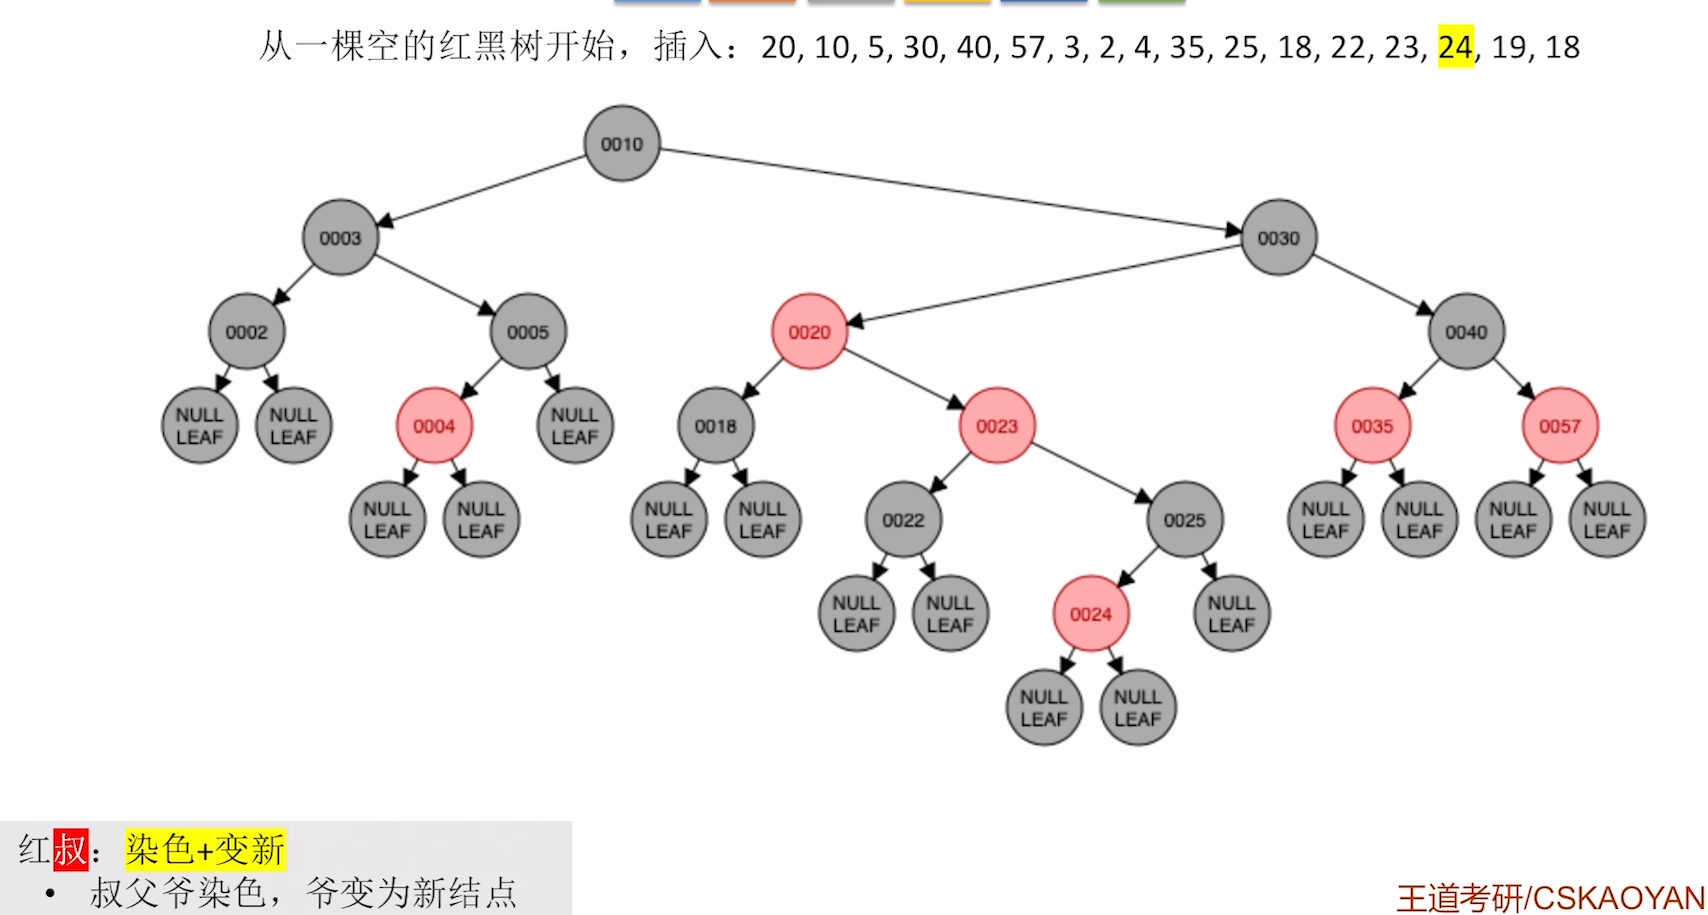 从一棵空的红黑树开始，插入：20, 10, 5, 30, 40, 57, 3, 2, 4, 35, 25, 18, 22, 23, 24, 19, 18
0010
0003
0030
0002
0005
0020
0040
NULL LEAF
NULL LEAF
0004
NULL LEAF
0018
0023
0035
0057
NULL LEAF
NULL LEAF
NULL LEAF
NULL LEAF
0022
0025
NULL LEAF
NULL LEAF
NULL LEAF
NULL LEAF
NULL LEAF
NULL LEAF
0024
NULL LEAF
NULL LEAF
NULL LEAF
红叔：染色+变新
• 叔父爷染色，爷变为新结点
王道考研/CSKAOYAN